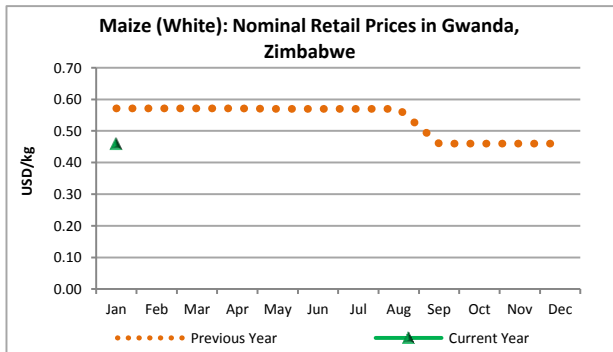 Maize (White): Nominal Retail Prices in Gwanda,
Zimbabwe
USD/kg
0.70
0.60
0.50
0.40
0.30
0.20
0.10
0.00
Jan Feb Mar Apr May Jun Jul Aug Sep Oct Nov Dec
Previous Year Current Year